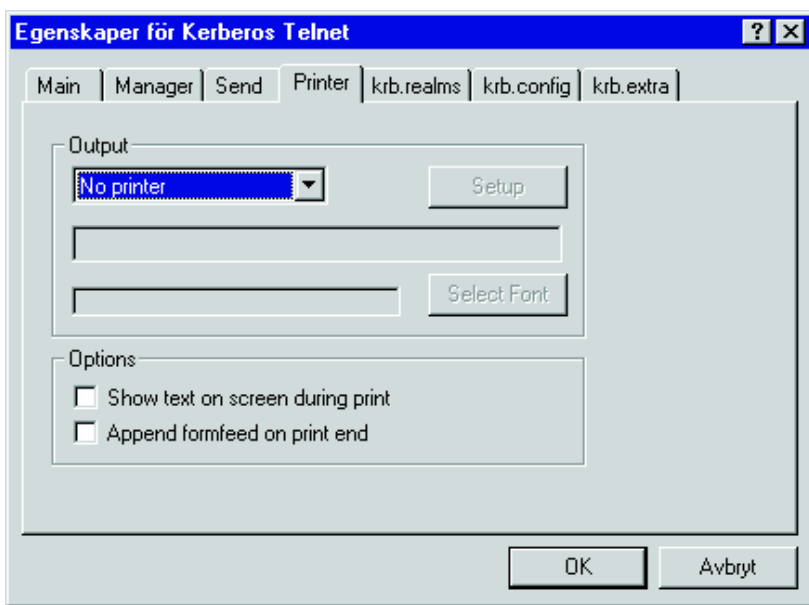 Egenskaper för Kerberos Telnet
Main Manager Send Printer krb.realms krb.config krb.extra
Output
No printer Setup
Select Font
Options
Show text on screen during print
Append formfeed on print end
OK Avbryt